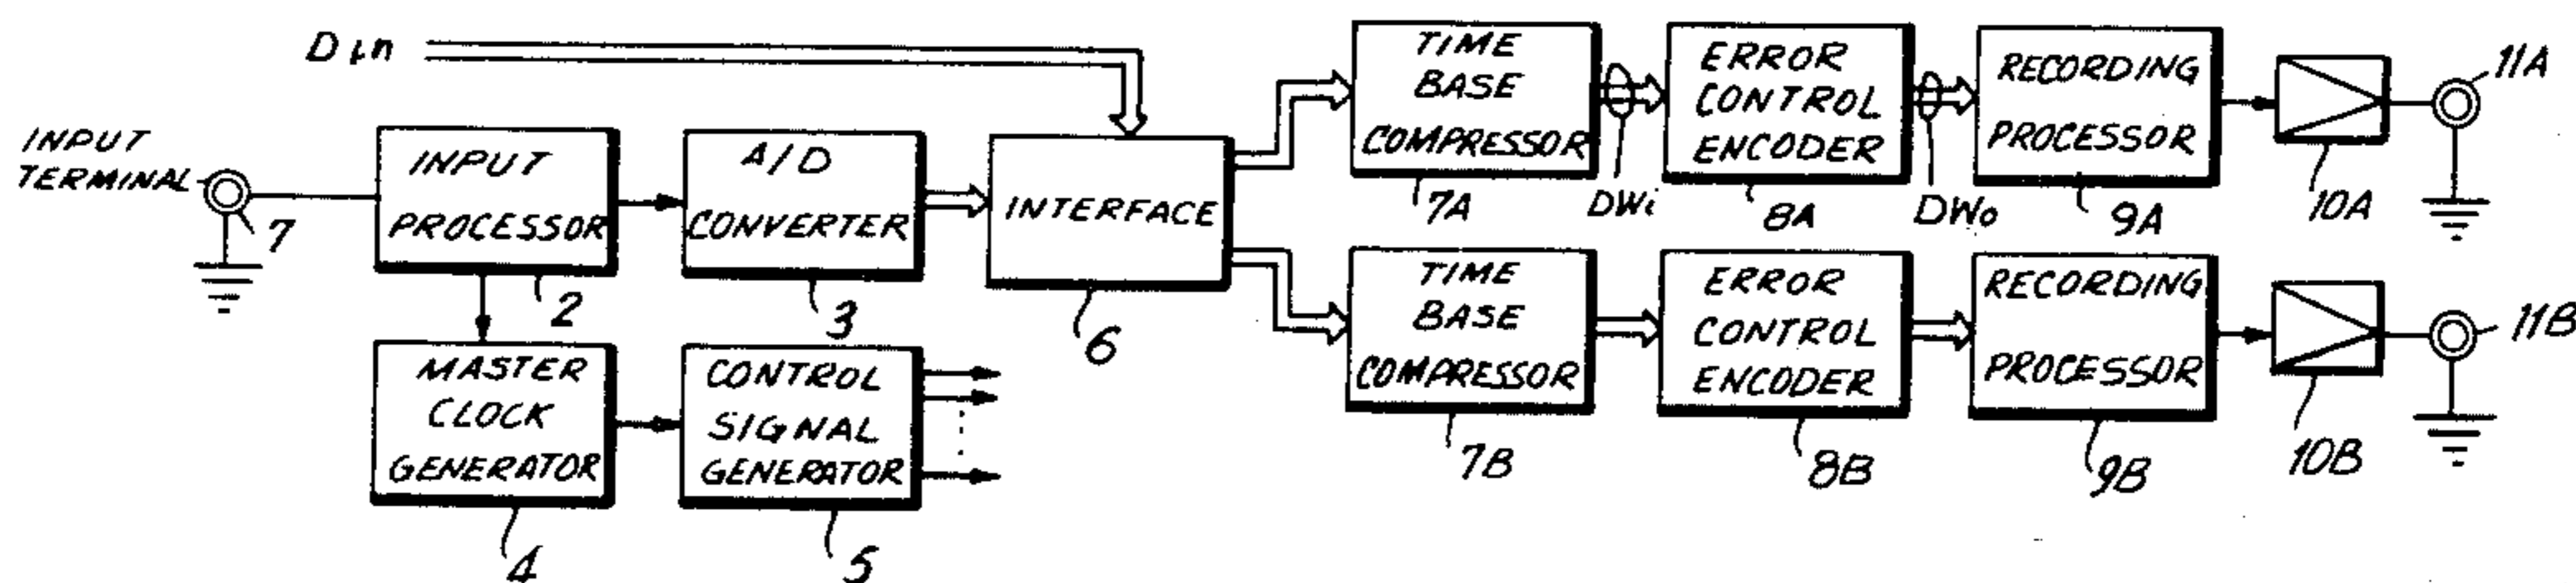 Din
INPUT
TERMINAL
7
INPUT
PROCESSOR
2
A/D
CONVERTER
3
MASTER
CLOCK
GENERATOR
4
CONTROL
SIGNAL
GENERATOR
5
INTERFACE
6
TIME
BASE
COMPRESSOR
7A
DWi
ERROR
CONTROL
ENCODER
8A
DWo
RECORDING
PROCESSOR
9A
10A
11A
TIME
BASE
COMPRESSOR
7B
ERROR
CONTROL
ENCODER
8B
RECORDING
PROCESSOR
9B
10B
11B